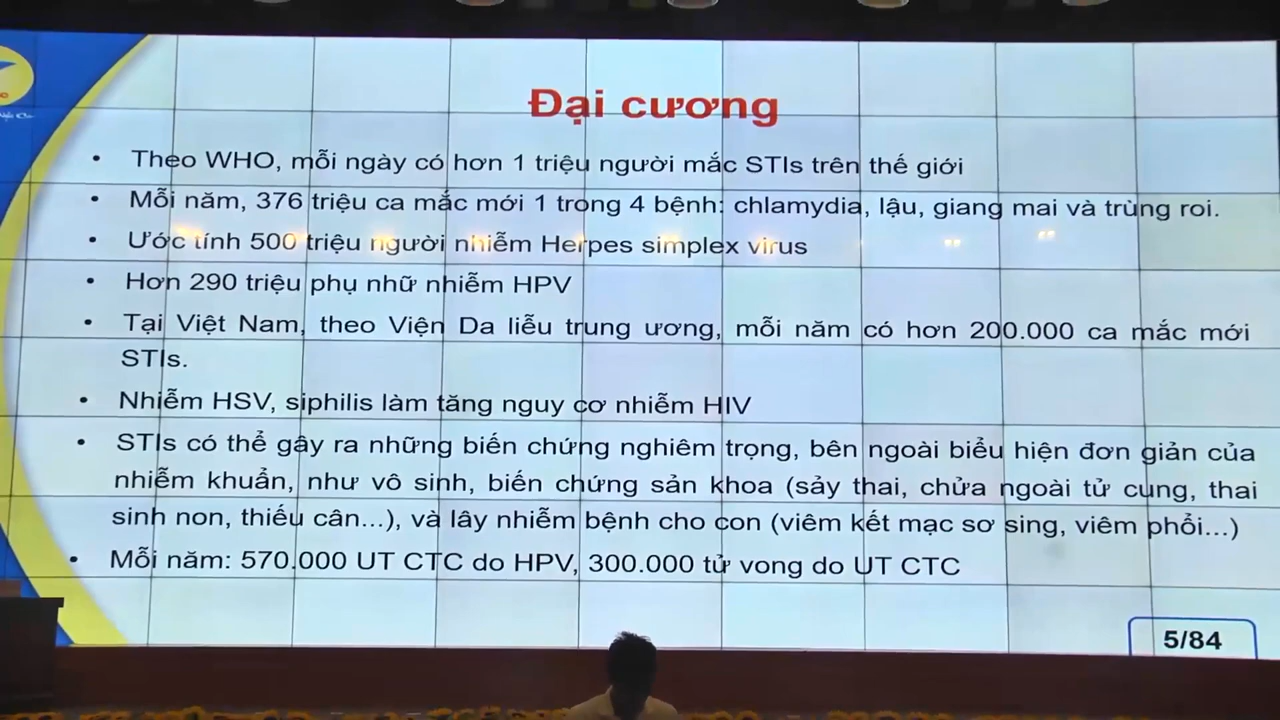 Đại cương
• Theo WHO, mỗi ngày có hơn 1 triệu người mắc STIs trên thế giới
• Mỗi năm, 376 triệu ca mắc mới 1 trong 4 bệnh: chlamydia, lậu, giang mai và trùng roi.
• Ước tính 500 triệu người nhiễm Herpes simplex virus
• Hơn 290 triệu phụ nhữ nhiễm HPV
• Tại Việt Nam, theo Viện Da liễu trung ương, mỗi năm có hơn 200.000 ca mắc mới
STIs.
• Nhiễm HSV, siphilis làm tăng nguy cơ nhiễm HIV
• STIs có thể gây ra những biến chứng nghiêm trọng, bên ngoài biểu hiện đơn giản của
nhiễm khuẩn, như vô sinh, biến chứng sản khoa (sảy thai, chửa ngoài tử cung, thai
sinh non, thiếu cân...), và lây nhiễm bệnh cho con (viêm kết mạc sơ sing, viêm phổi...)
• Mỗi năm: 570.000 UT CTC do HPV, 300.000 tử vong do UT CTC
5/84